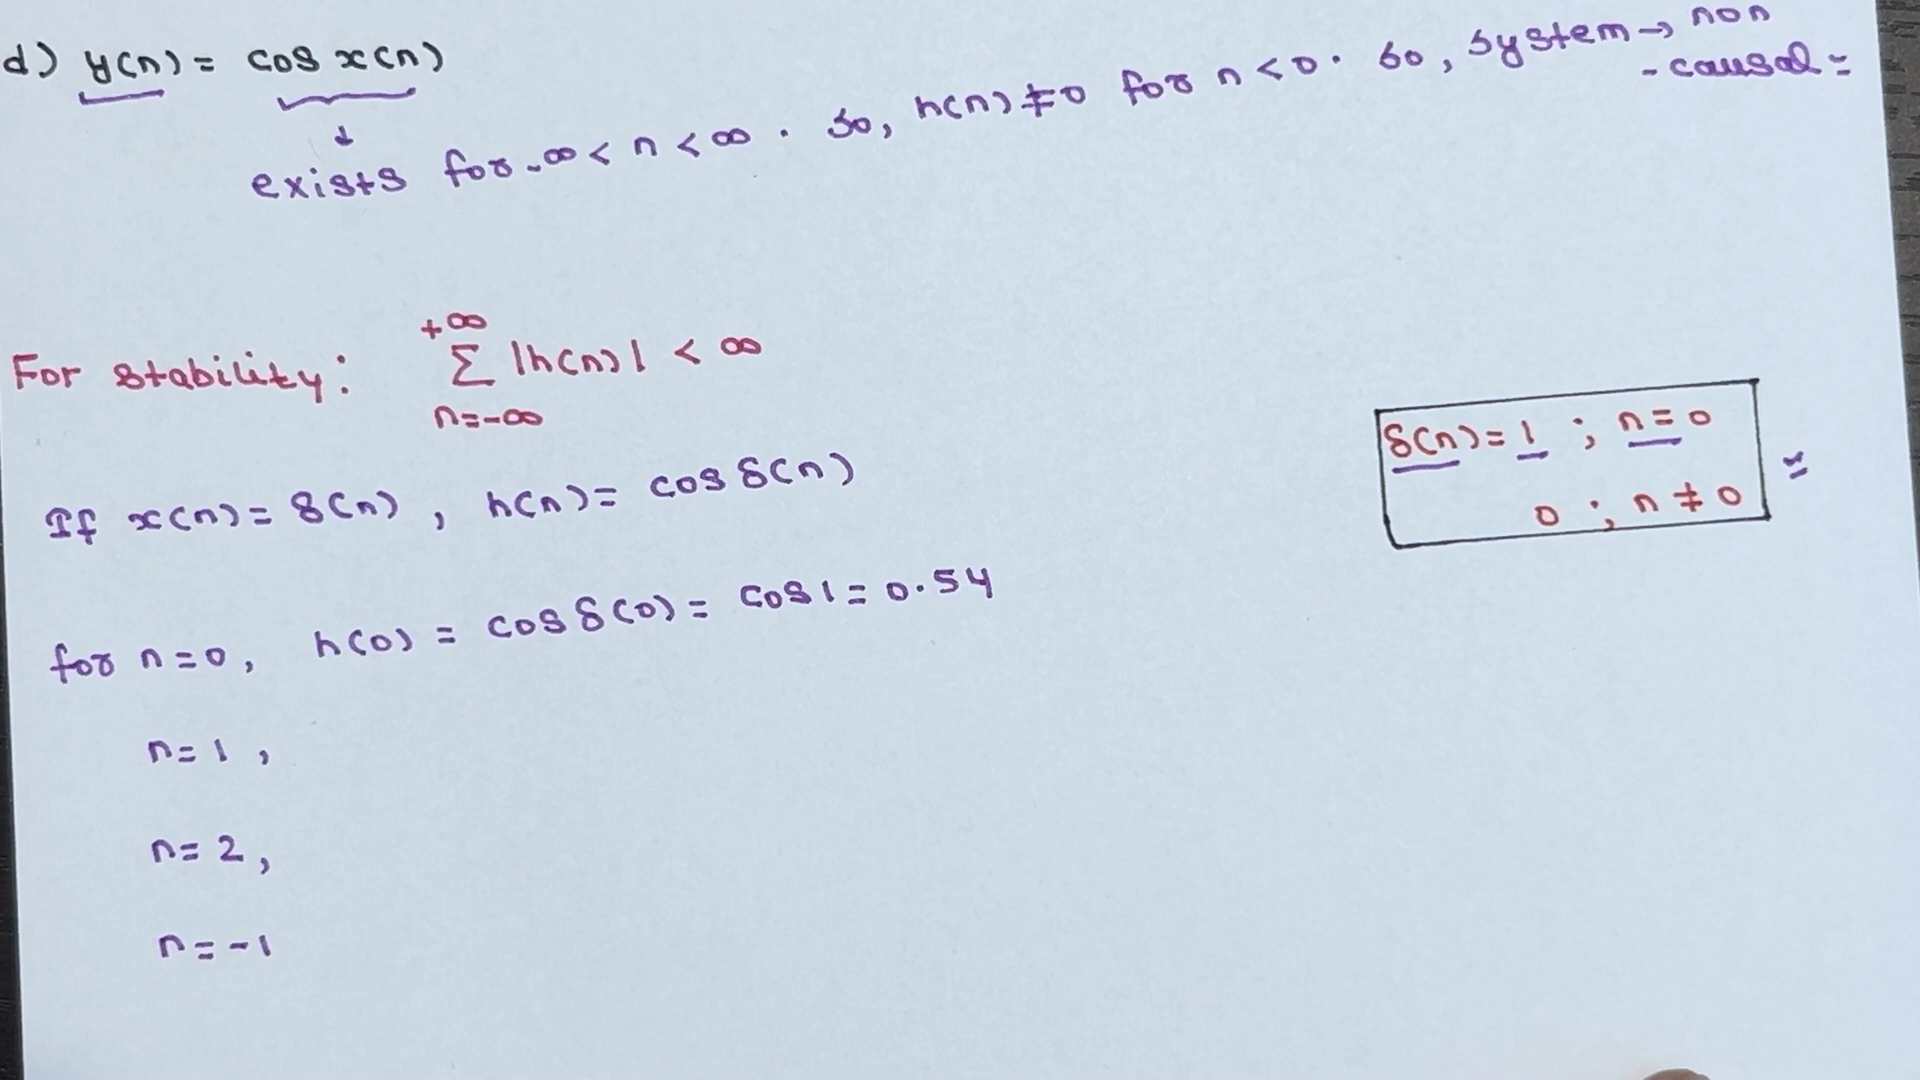 d) y(n) = cos x(n)
exists for -∞ < n < ∞ . so, h(n) ≠ 0 for n < 0 . so, system → non
- causal =
For stability: +∞
Σ |h(n)| < ∞
n=-∞
δ(n) = 1 ; n = 0
0 ; n ≠ 0
If x(n) = δ(n) , h(n) = cos δ(n)
for n = 0 , h(0) = cos δ(0) = cos 1 = 0.54
n = 1 ,
n = 2 ,
n = -1